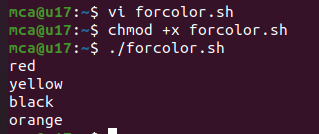 mca@u17:~$ vi forcolor.sh
mca@u17:~$ chmod +x forcolor.sh
mca@u17:~$ ./forcolor.sh
red
yellow
black
orange
mca@u17:~$